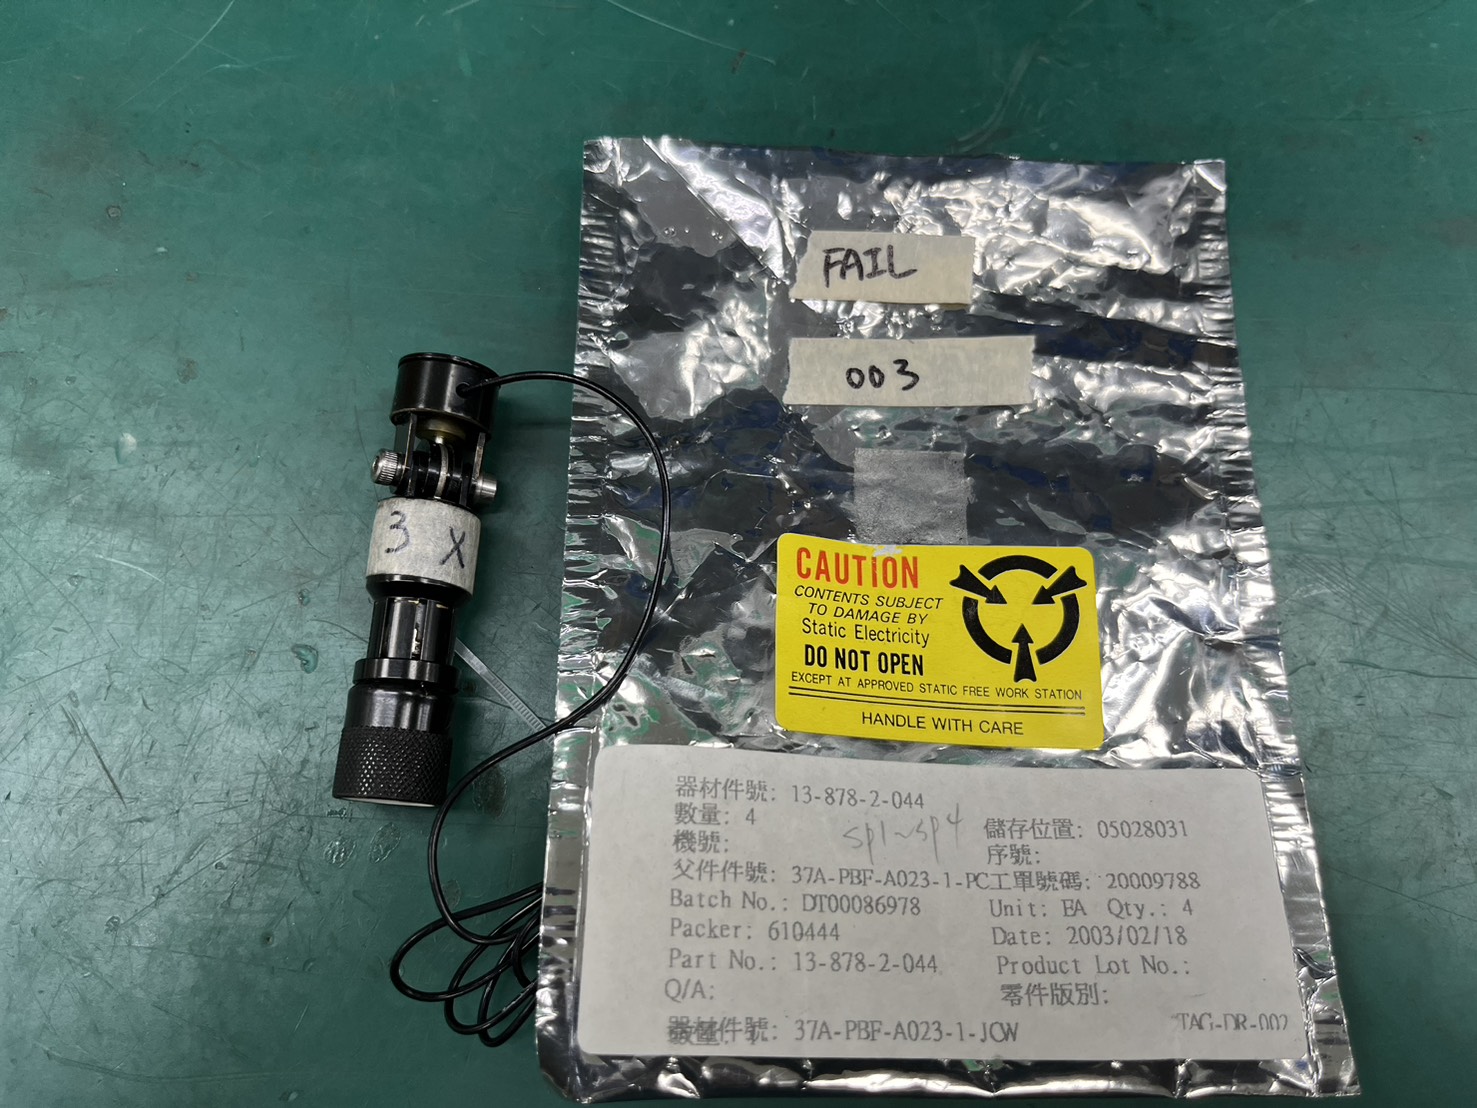 FAIL
003
3 X
CAUTION
CONTENTS SUBJECT
TO DAMAGE BY
Static Electricity
DO NOT OPEN
EXCEPT AT APPROVED STATIC FREE WORK STATION
HANDLE WITH CARE
器材件號: 13-878-2-044
數量: 4
sp1~sp4
儲存位置: 05028031
機號:
序號:
父件件號: 37A-PBF-A023-1-PC工單號碼: 20009788
Batch No.: DT00086978 Unit: EA Qty.: 4
Packer: 610444 Date: 2003/02/18
Part No.: 13-878-2-044 Product Lot No.:
Q/A: 零件版別:
件號: 37A-PBF-A023-1-JCW TAG-DR-002